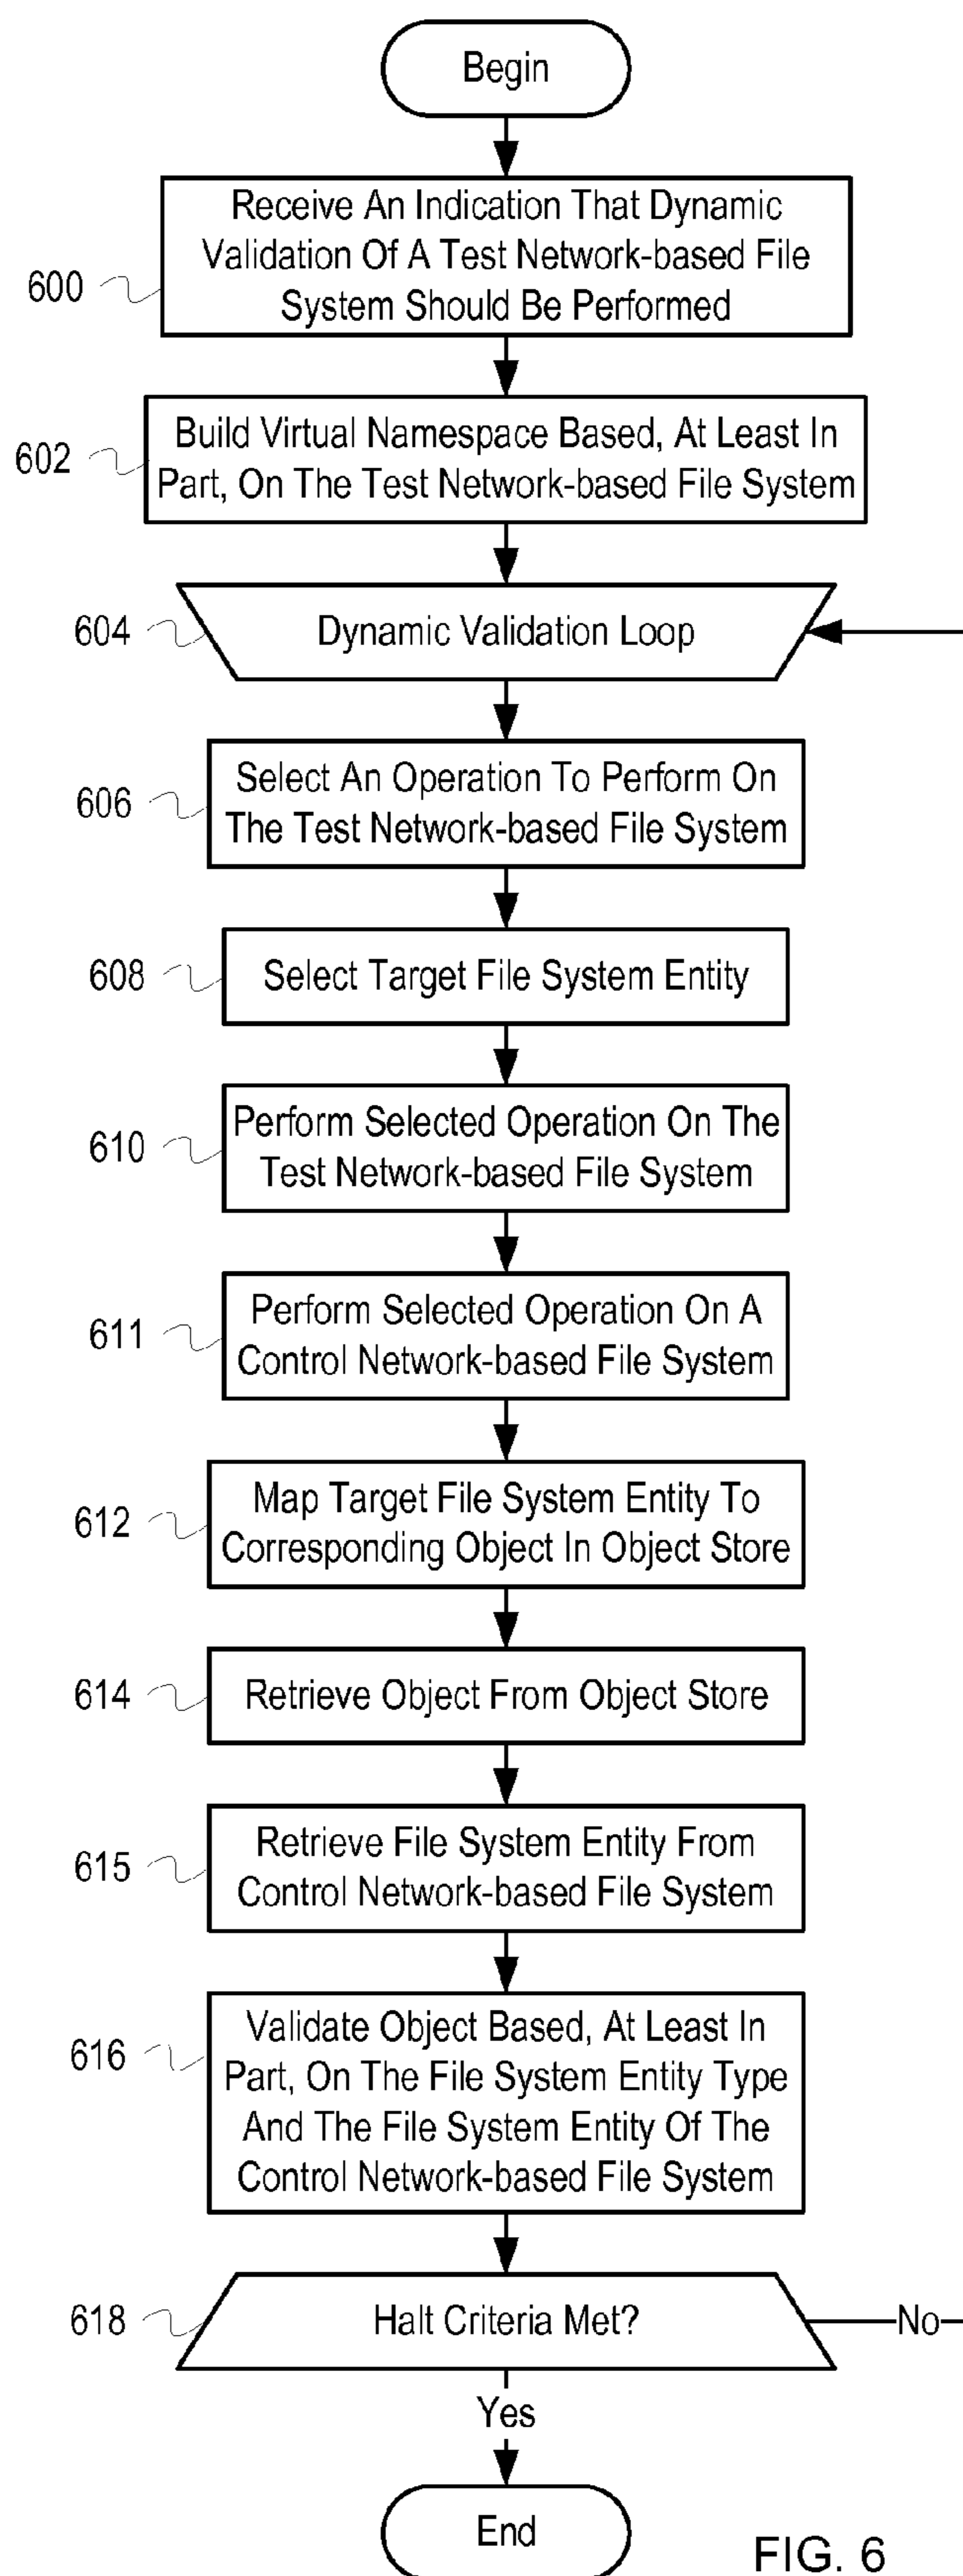 Begin
Receive An Indication That Dynamic
Validation Of A Test Network-based File
System Should Be Performed
600
Build Virtual Namespace Based, At Least In
Part, On The Test Network-based File System
602
Dynamic Validation Loop
604
Select An Operation To Perform On
The Test Network-based File System
606
Select Target File System Entity
608
Perform Selected Operation On The
Test Network-based File System
610
Perform Selected Operation On A
Control Network-based File System
611
Map Target File System Entity To
Corresponding Object In Object Store
612
Retrieve Object From Object Store
614
Retrieve File System Entity From
Control Network-based File System
615
Validate Object Based, At Least In
Part, On The File System Entity Type
And The File System Entity Of The
Control Network-based File System
616
Halt Criteria Met?
618
No
Yes
End
FIG. 6